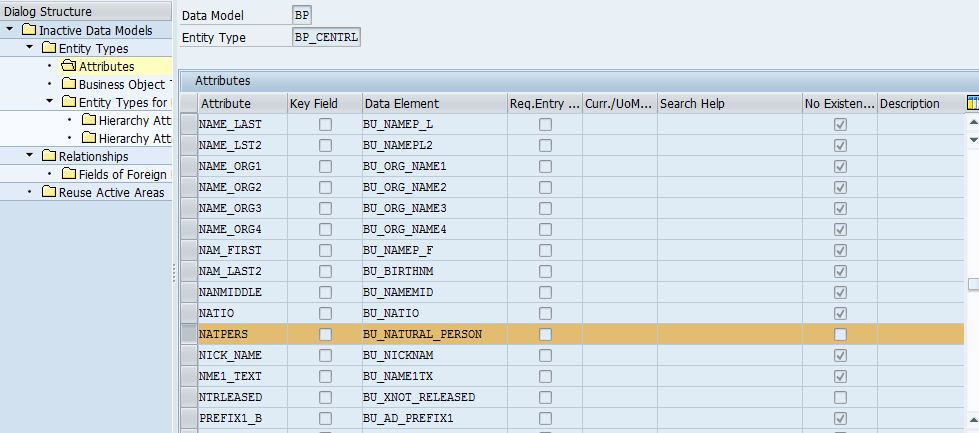 Dialog Structure
Inactive Data Models
Entity Types
Attributes
Business Object T
Entity Types for
Hierarchy Att
Hierarchy Att
Relationships
Fields of Foreign
Reuse Active Areas
Data Model BP
Entity Type BP_CENTRL
Attributes
Attribute Key Field Data Element Req.Entry ... Curr./UoM... Search Help No Existen... Description
NAME_LAST BU_NAMEP_L
NAME_LST2 BU_NAMEPL2
NAME_ORG1 BU_ORG_NAME1
NAME_ORG2 BU_ORG_NAME2
NAME_ORG3 BU_ORG_NAME3
NAME_ORG4 BU_ORG_NAME4
NAM_FIRST BU_NAMEP_F
NAM_LAST2 BU_BIRTHNM
NANMIDDLE BU_NAMEMID
NATIO BU_NATIO
NATPERS BU_NATURAL_PERSON
NICK_NAME BU_NICKNAM
NME1_TEXT BU_NAME1TX
NTRLEASED BU_XNOT_RELEASED
PREFIX1_B BU_AD_PREFIX1